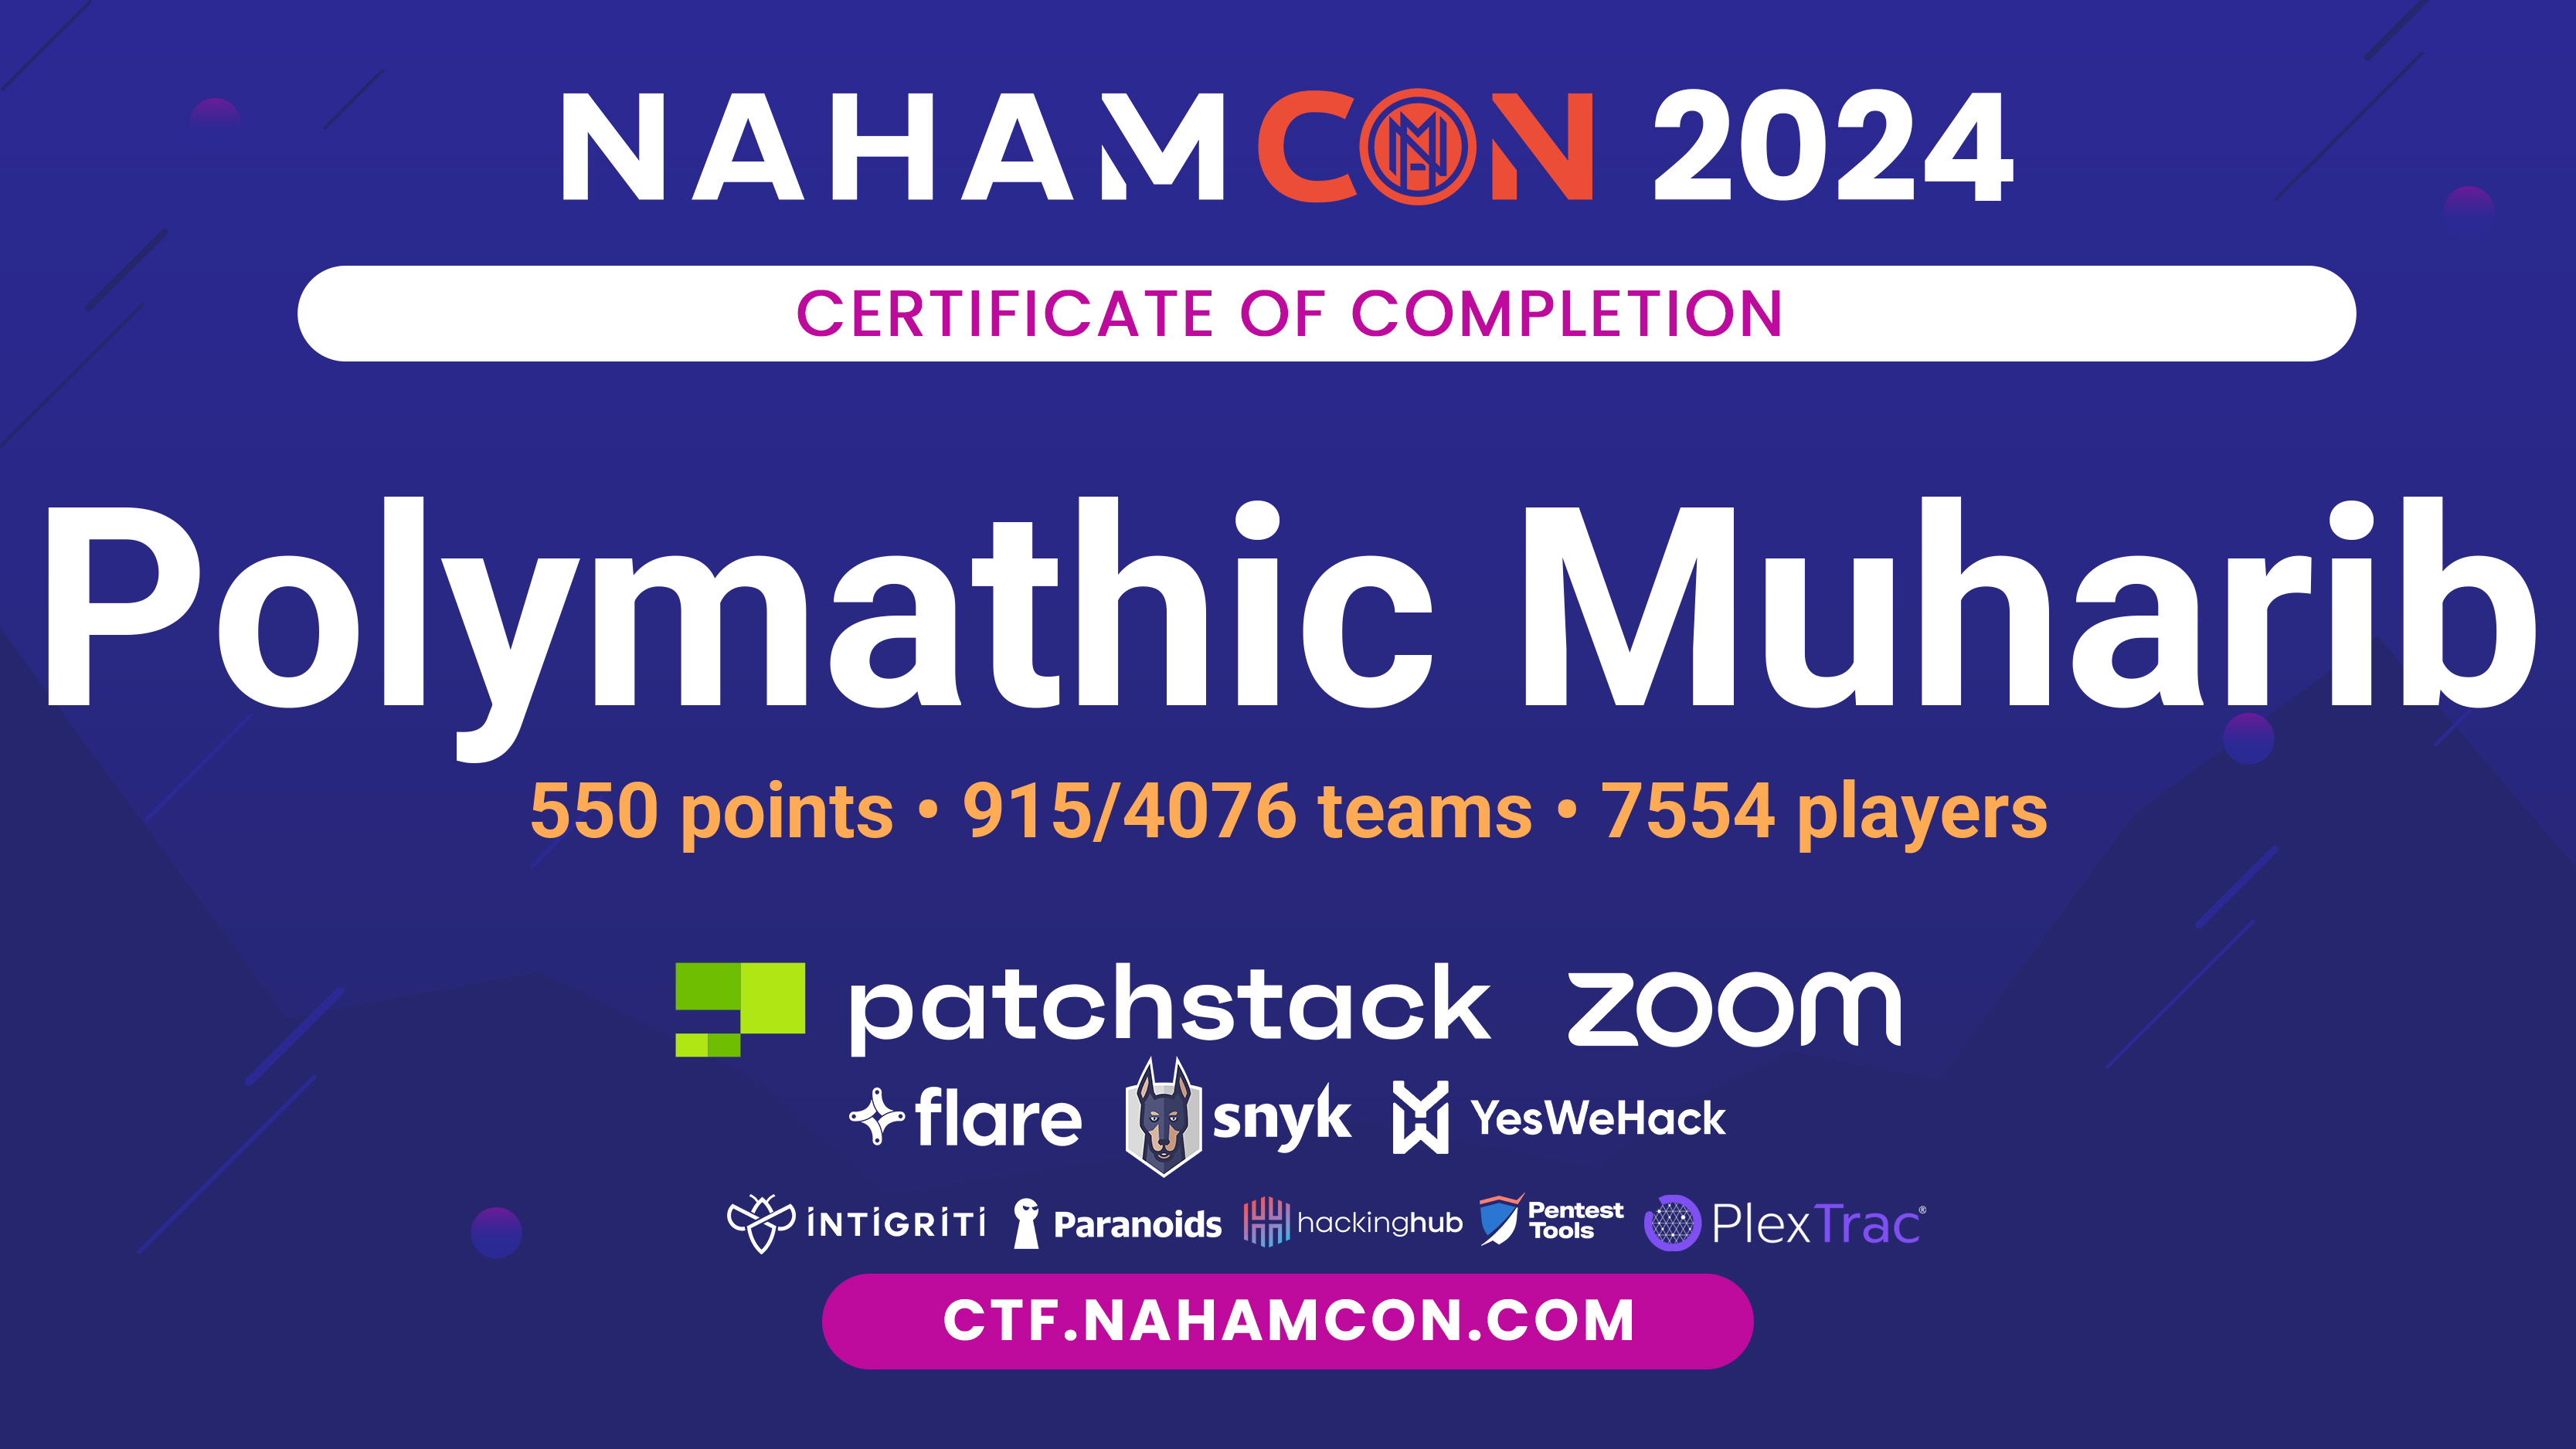 NAHAMCON 2024
CERTIFICATE OF COMPLETION
Polymathic Muharib
550 points • 915/4076 teams • 7554 players
patchstack zoom
flare snyk YesWeHack
INTIGRITI Paranoids hackinghub Pentest Tools PlexTrac®
CTF.NAHAMCON.COM